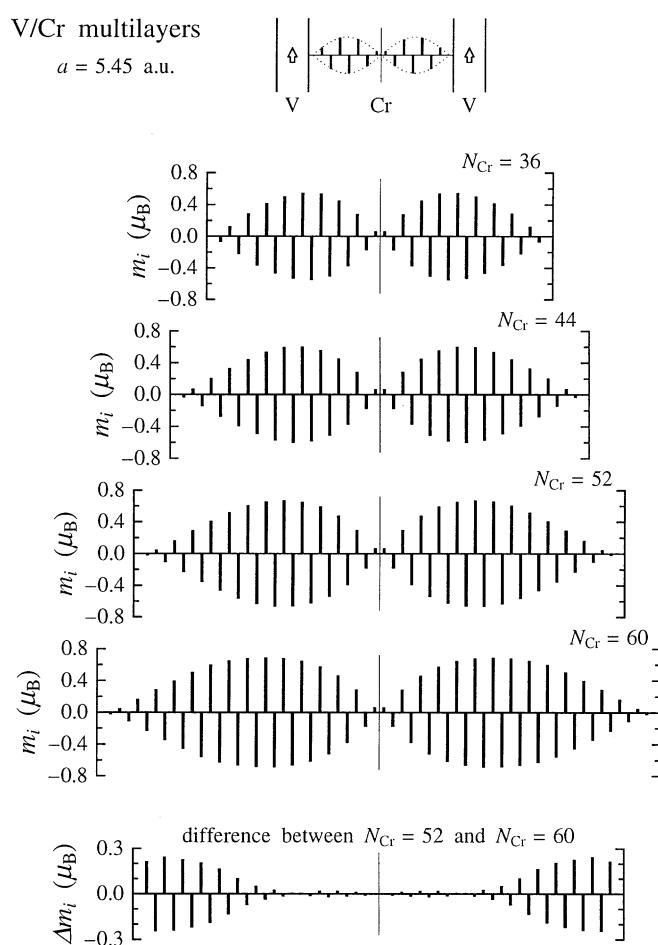 V/Cr multilayers
a = 5.45 a.u.
V Cr V
N_Cr = 36
0.8
0.4
0.0
−0.4
−0.8
m_i (μ_B)
N_Cr = 44
0.8
0.4
0.0
−0.4
−0.8
m_i (μ_B)
N_Cr = 52
0.8
0.4
0.0
−0.4
−0.8
m_i (μ_B)
N_Cr = 60
0.8
0.4
0.0
−0.4
−0.8
m_i (μ_B)
difference between N_Cr = 52 and N_Cr = 60
0.3
0.0
−0.3
Δm_i (μ_B)